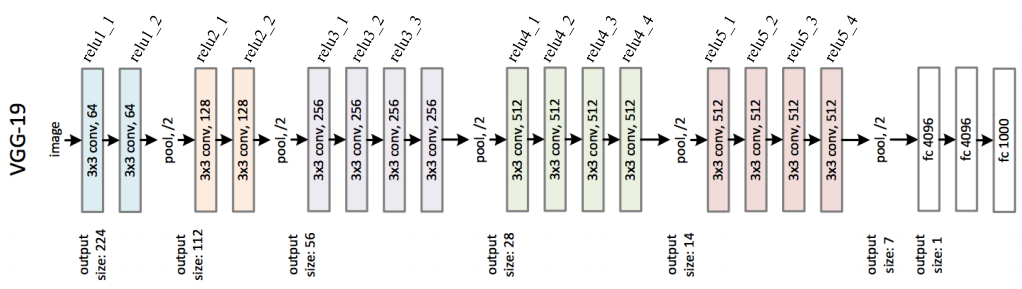 relu1_1
relu1_2
relu2_1
relu2_2
relu3_1
relu3_2
relu3_3
relu4_1
relu4_2
relu4_3
relu4_4
relu5_1
relu5_2
relu5_3
relu5_4
VGG-19
image
3x3 conv, 64
3x3 conv, 64
pool, /2
3x3 conv, 128
3x3 conv, 128
pool, /2
3x3 conv, 256
3x3 conv, 256
3x3 conv, 256
3x3 conv, 256
pool, /2
3x3 conv, 512
3x3 conv, 512
3x3 conv, 512
3x3 conv, 512
pool, /2
3x3 conv, 512
3x3 conv, 512
3x3 conv, 512
3x3 conv, 512
pool, /2
fc 4096
fc 4096
fc 1000
output
size: 224
output
size: 112
output
size: 56
output
size: 28
output
size: 14
output
size: 7
output
size: 1